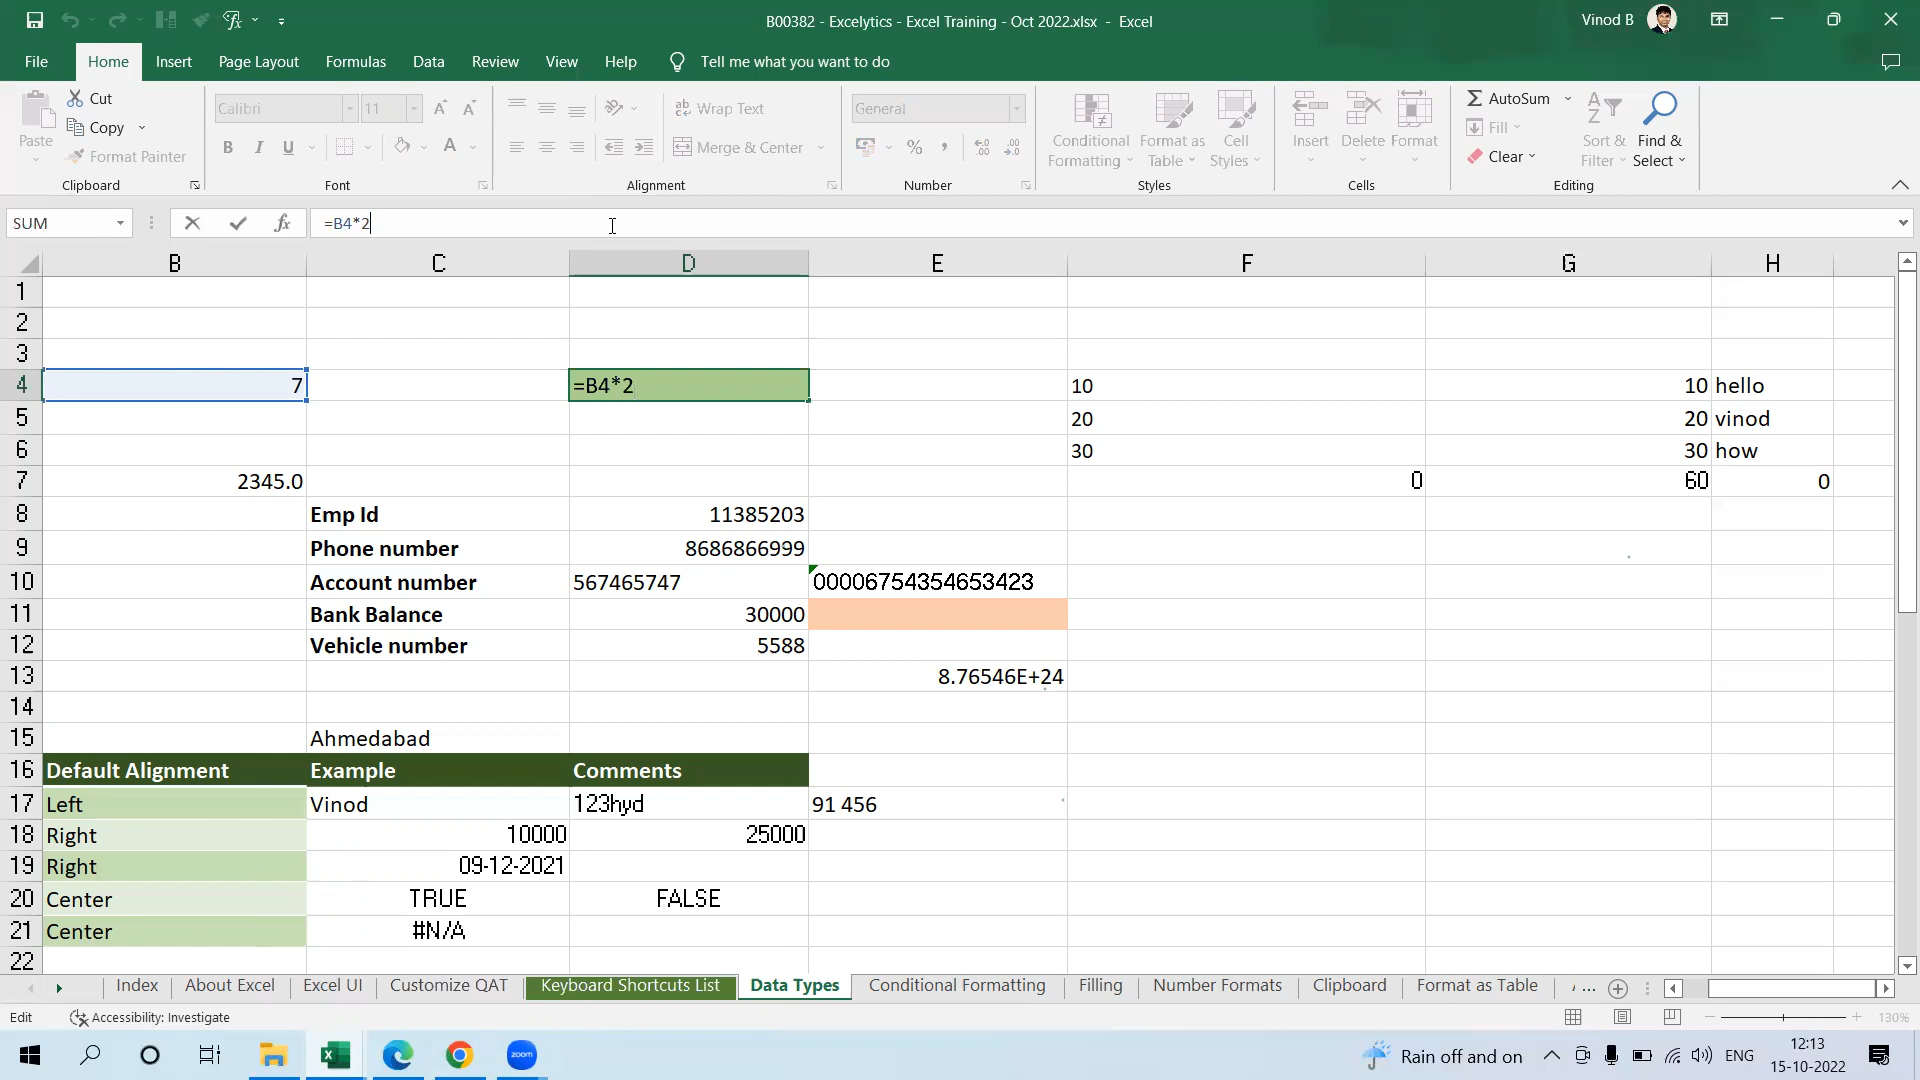 B00382 - Excelytics - Excel Training - Oct 2022.xlsx - Excel
Vinod B
File Home Insert Page Layout Formulas Data Review View Help Tell me what you want to do
Paste
Cut
Copy
Format Painter
Clipboard
Calibri 11
B I U
Font
Wrap Text
Merge & Center
Alignment
General
Number
Conditional Formatting
Format as Table
Cell Styles
Styles
Insert Delete Format
Cells
AutoSum
Fill
Clear
Sort & Filter
Find & Select
Editing
SUM fx =B4*2
B C D E F G H
1
2
3
4 7 =B4*2 10 10 hello
5 20 20 vinod
6 30 30 how
7 2345.0 0 60 0
8 Emp Id 11385203
9 Phone number 8686866999
10 Account number 567465747 00006754354653423
11 Bank Balance 30000
12 Vehicle number 5588
13 8.76546E+24
14
15 Ahmedabad
16 Default Alignment Example Comments
17 Left Vinod 123hyd 91 456
18 Right 10000 25000
19 Right 09-12-2021
20 Center TRUE FALSE
21 Center #N/A
22
Index About Excel Excel UI Customize QAT Keyboard Shortcuts List Data Types Conditional Formatting Filling Number Formats Clipboard Format as Table ...
Edit Accessibility: Investigate 130%
zoom Rain off and on ENG 12:13
15-10-2022